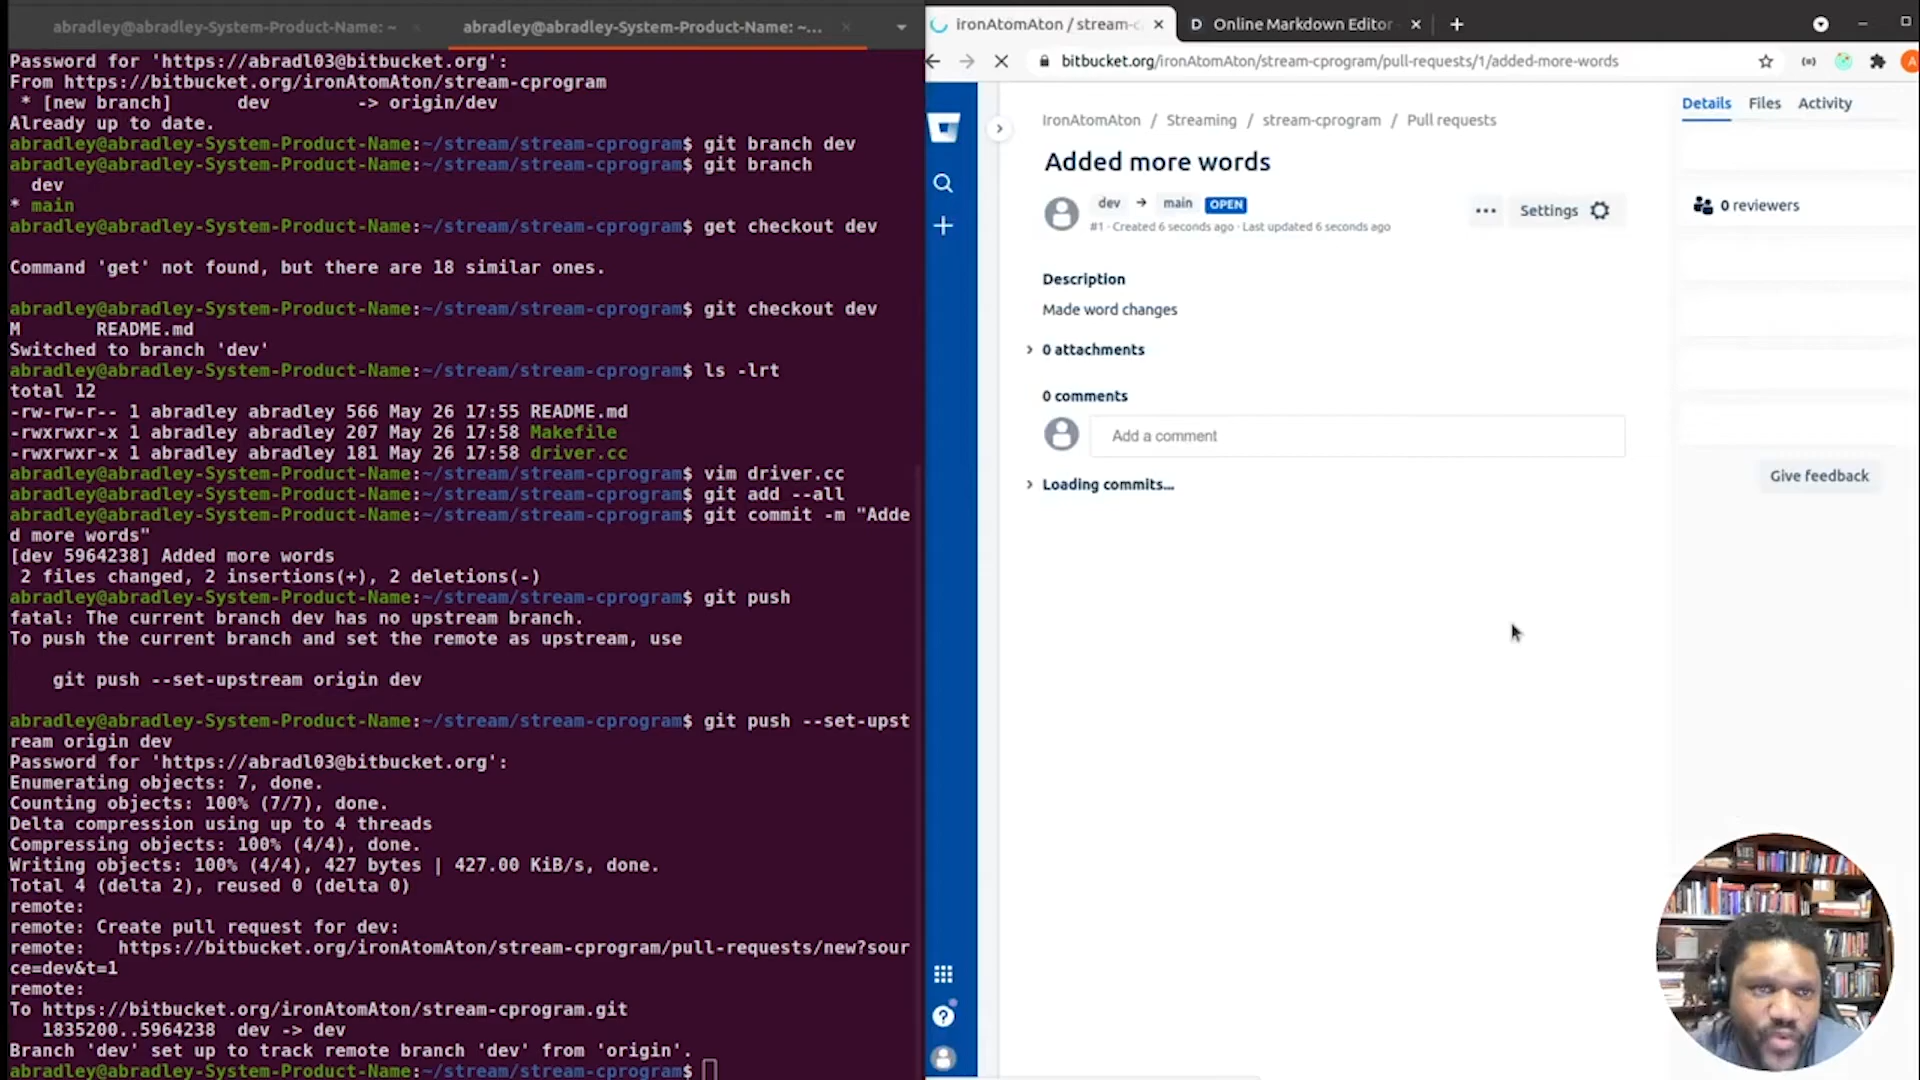 abradley@abradley-System-Product-Name: ~
abradley@abradley-System-Product-Name: ~...
Password for 'https://abradl03@bitbucket.org':
From https://bitbucket.org/ironAtomAton/stream-cprogram
 * [new branch]      dev        -> origin/dev
Already up to date.
abradley@abradley-System-Product-Name:~/stream/stream-cprogram$ git branch dev
abradley@abradley-System-Product-Name:~/stream/stream-cprogram$ git branch
  dev
* main
abradley@abradley-System-Product-Name:~/stream/stream-cprogram$ get checkout dev
Command 'get' not found, but there are 18 similar ones.
abradley@abradley-System-Product-Name:~/stream/stream-cprogram$ git checkout dev
M       README.md
Switched to branch 'dev'
abradley@abradley-System-Product-Name:~/stream/stream-cprogram$ ls -lrt
total 12
-rw-rw-r-- 1 abradley abradley 566 May 26 17:55 README.md
-rwxrwxr-x 1 abradley abradley 207 May 26 17:58 Makefile
-rwxrwxr-x 1 abradley abradley 181 May 26 17:58 driver.cc
abradley@abradley-System-Product-Name:~/stream/stream-cprogram$ vim driver.cc
abradley@abradley-System-Product-Name:~/stream/stream-cprogram$ git add --all
abradley@abradley-System-Product-Name:~/stream/stream-cprogram$ git commit -m "Adde
d more words"
[dev 5964238] Added more words
 2 files changed, 2 insertions(+), 2 deletions(-)
abradley@abradley-System-Product-Name:~/stream/stream-cprogram$ git push
fatal: The current branch dev has no upstream branch.
To push the current branch and set the remote as upstream, use
    git push --set-upstream origin dev
abradley@abradley-System-Product-Name:~/stream/stream-cprogram$ git push --set-upst
ream origin dev
Password for 'https://abradl03@bitbucket.org':
Enumerating objects: 7, done.
Counting objects: 100% (7/7), done.
Delta compression using up to 4 threads
Compressing objects: 100% (4/4), done.
Writing objects: 100% (4/4), 427 bytes | 427.00 KiB/s, done.
Total 4 (delta 2), reused 0 (delta 0)
remote:
remote: Create pull request for dev:
remote:   https://bitbucket.org/ironAtomAton/stream-cprogram/pull-requests/new?sour
ce=dev&t=1
remote:
To https://bitbucket.org/ironAtomAton/stream-cprogram.git
   1835200..5964238  dev -> dev
Branch 'dev' set up to track remote branch 'dev' from 'origin'.
abradley@abradley-System-Product-Name:~/stream/stream-cprogram$
ironAtomAton / stream-c
D Online Markdown Editor
bitbucket.org/ironAtomAton/stream-cprogram/pull-requests/1/added-more-words
A
IronAtomAton / Streaming / stream-cprogram / Pull requests
Added more words
dev → main OPEN
#1 · Created 6 seconds ago · Last updated 6 seconds ago
Settings
Description
Made word changes
0 attachments
0 comments
Add a comment
Loading commits...
Details Files Activity
0 reviewers
Give feedback